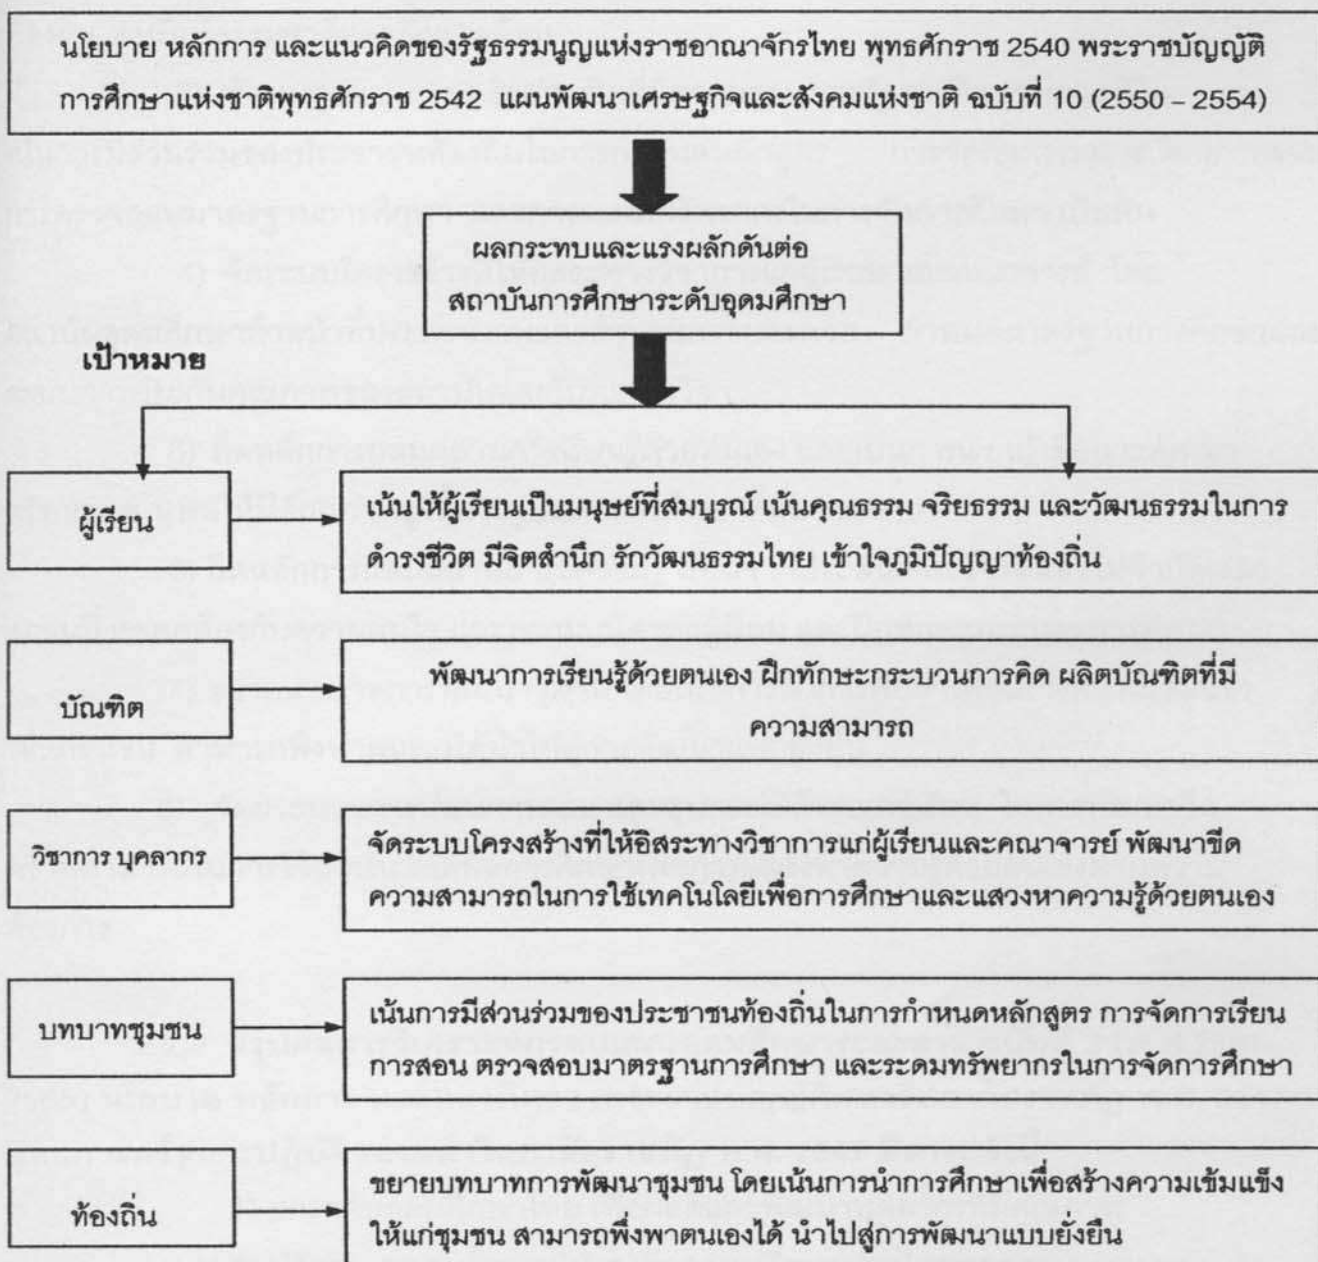 นโยบาย หลักการ และแนวคิดของรัฐธรรมนูญแห่งราชอาณาจักรไทย พุทธศักราช 2540 พระราชบัญญัติ
การศึกษาแห่งชาติพุทธศักราช 2542 แผนพัฒนาเศรษฐกิจและสังคมแห่งชาติ ฉบับที่ 10 (2550 – 2554)
ผลกระทบและแรงผลักดันต่อ
สถาบันการศึกษาระดับอุดมศึกษา
เป้าหมาย
ผู้เรียน
เน้นให้ผู้เรียนเป็นมนุษย์ที่สมบูรณ์ เน้นคุณธรรม จริยธรรม และวัฒนธรรมในการ
ดำรงชีวิต มีจิตสำนึก รักวัฒนธรรมไทย เข้าใจภูมิปัญญาท้องถิ่น
บัณฑิต
พัฒนาการเรียนรู้ด้วยตนเอง ฝึกทักษะกระบวนการคิด ผลิตบัณฑิตที่มี
ความสามารถ
วิชาการ บุคลากร
จัดระบบโครงสร้างที่ให้อิสระทางวิชาการแก่ผู้เรียนและคณาจารย์ พัฒนาขีด
ความสามารถในการใช้เทคโนโลยีเพื่อการศึกษาและแสวงหาความรู้ด้วยตนเอง
บทบาทชุมชน
เน้นการมีส่วนร่วมของประชาชนท้องถิ่นในการกำหนดหลักสูตร การจัดการเรียน
การสอน ตรวจสอบมาตรฐานการศึกษา และระดมทรัพยากรในการจัดการศึกษา
ท้องถิ่น
ขยายบทบาทการพัฒนาชุมชน โดยเน้นการนำการศึกษาเพื่อสร้างความเข้มแข็ง
ให้แก่ชุมชน สามารถพึ่งพาตนเองได้ นำไปสู่การพัฒนาแบบยั่งยืน